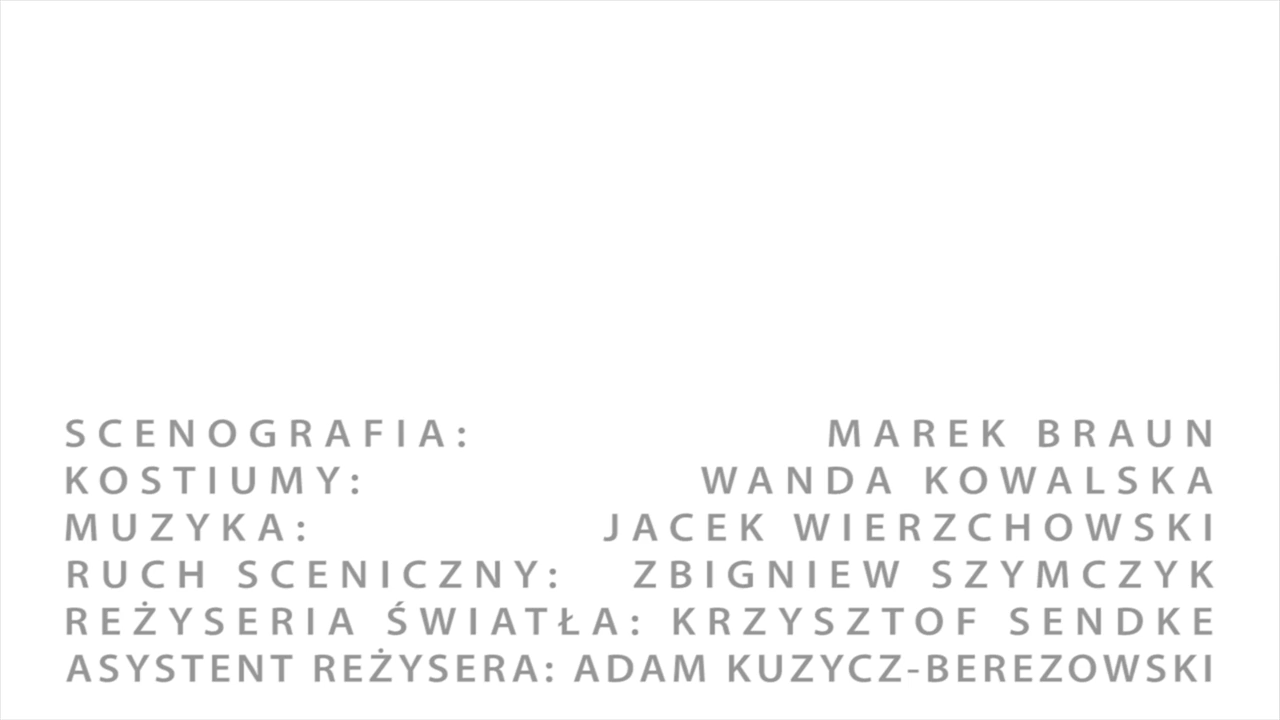 SCENOGRAFIA: MAREK BRAUN
KOSTIUMY: WANDA KOWALSKA
MUZYKA: JACEK WIERZCHOWSKI
RUCH SCENICZNY: ZBIGNIEW SZYMCZYK
REŻYSERIA ŚWIATŁA: KRZYSZTOF SENDKE
ASYSTENT REŻYSERA: ADAM KUZYCZ-BEREZOWSKI